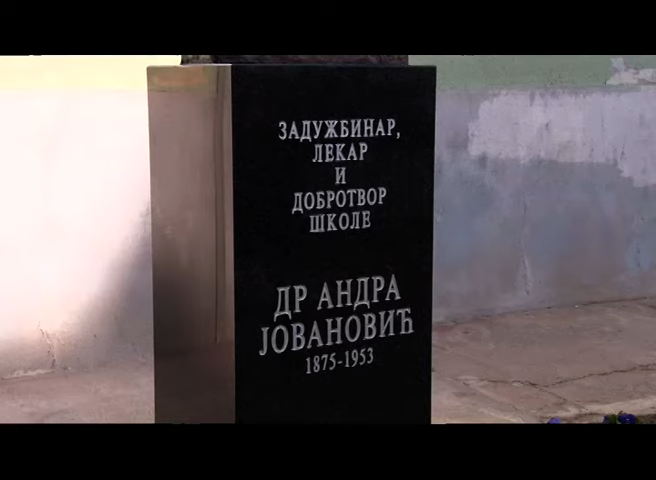 ЗАДУЖБИНАР,
ЛЕКАР
И
ДОБРОТВОР
ШКОЛЕ
ДР АНДРА
ЈОВАНОВИЋ
1875-1953